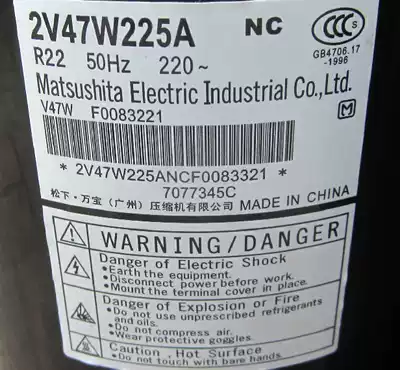 2V47W225A NC
R22 50Hz 220~
CCC S
GB4706.17
-1996
Matsushita Electric Industrial Co.,Ltd.
V47W F0083221
M
* 2V47W225ANCF0083321 *
7077345C
松下·万宝（广州）压缩机有限公司 MADE IN CHINA
WARNING/DANGER
Danger of Electric Shock
•Earth the equipment.
•Disconnect power before work.
•Mount the terminal cover in place.
Danger of Explosion or Fire
•Do not use unprescribed refrigerants
and oils.
•Do not compress air.
•Wear protective goggles.
Caution , Hot Surface
•Do not touch with bare hands.